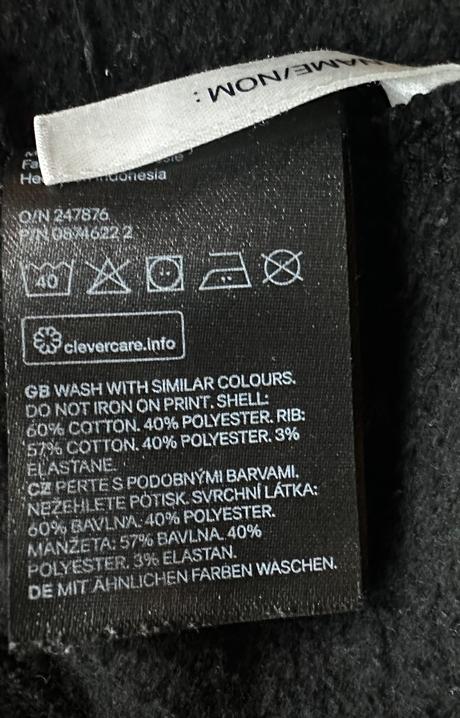 NAME/NOM :
Indonesia
O/N 247876
P/N 0874622 2
40
clevercare.info
GB WASH WITH SIMILAR COLOURS.
DO NOT IRON ON PRINT. SHELL:
60% COTTON. 40% POLYESTER. RIB:
57% COTTON. 40% POLYESTER. 3%
ELASTANE.
CZ PERTE S PODOBNÝMI BARVAMI.
NEŽEHLETE POTISK. SVRCHNÍ LÁTKA:
60% BAVLNA. 40% POLYESTER.
MANŽETA: 57% BAVLNA. 40%
POLYESTER. 3% ELASTAN.
DE MIT ÄHNLICHEN FARBEN WASCHEN.